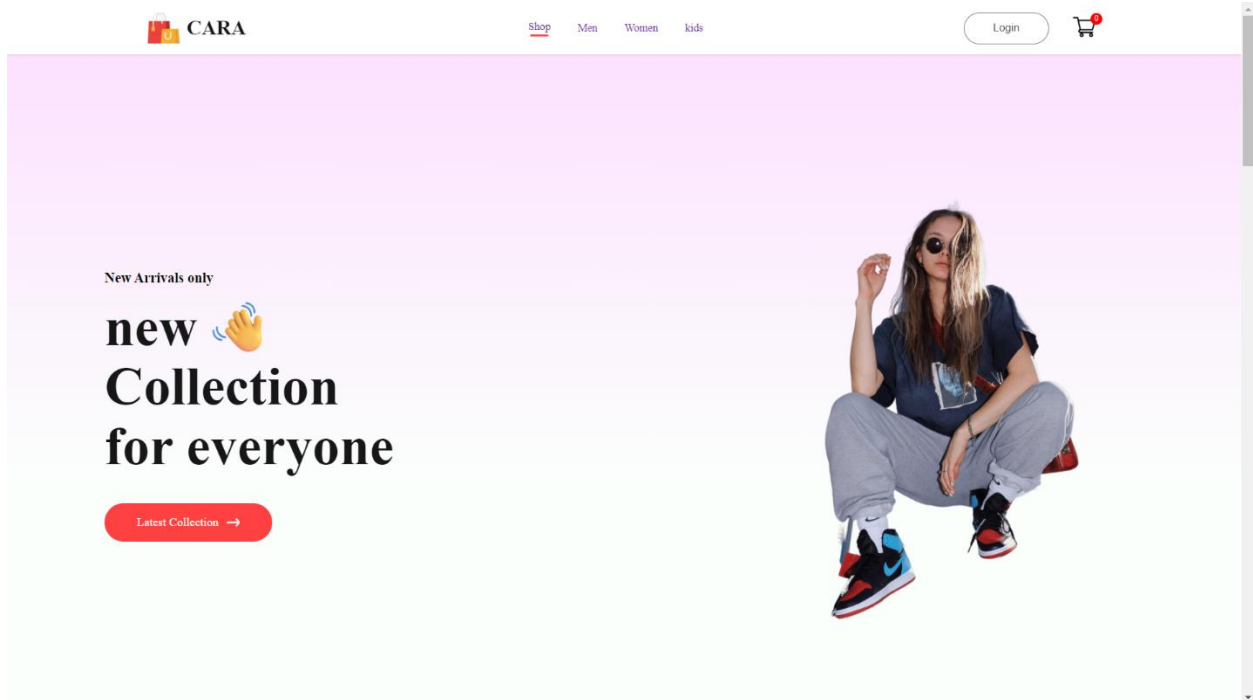 CARA
Shop Men Women kids
Login
0
New Arrivals only
new
Collection
for everyone
Latest Collection